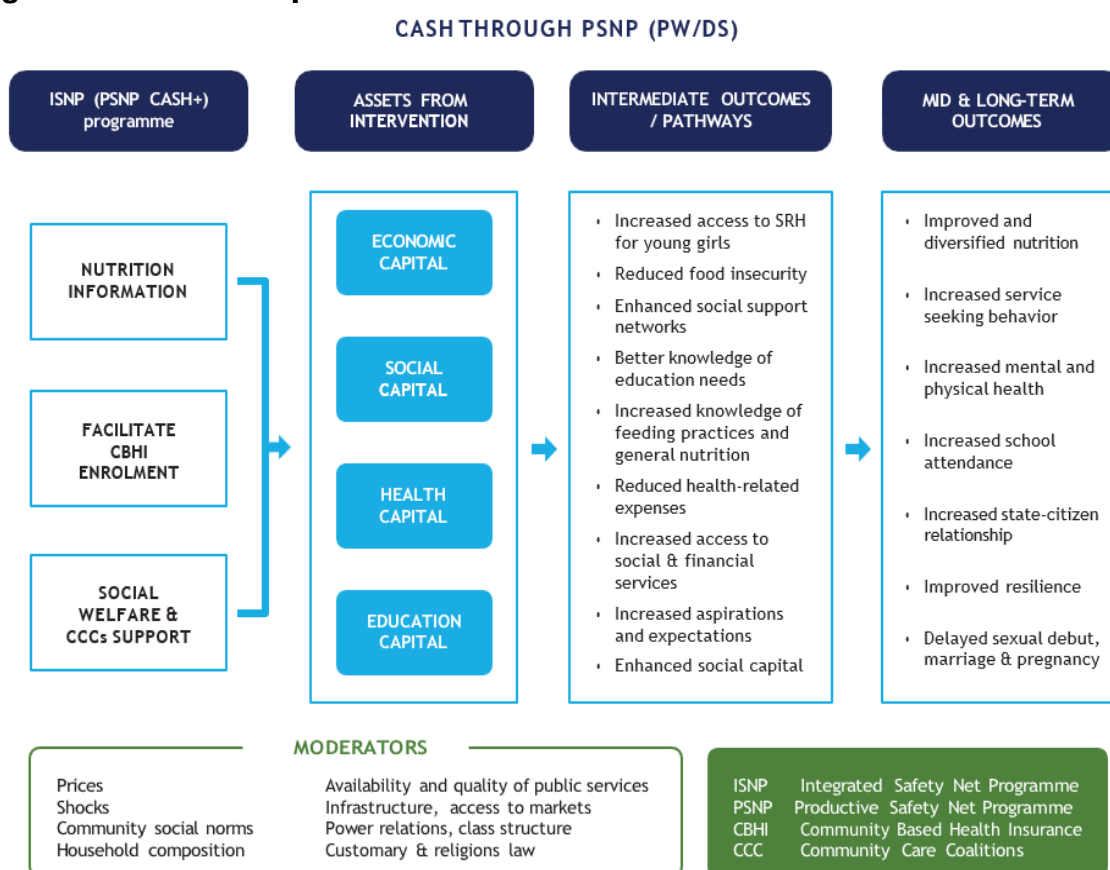 CASH THROUGH PSNP (PW/DS)
ISNP (PSNP CASH+)
programme
ASSETS FROM
INTERVENTION
INTERMEDIATE OUTCOMES
/ PATHWAYS
MID & LONG-TERM
OUTCOMES
NUTRITION
INFORMATION
FACILITATE
CBHI
ENROLMENT
SOCIAL
WELFARE &
CCCs SUPPORT
ECONOMIC
CAPITAL
SOCIAL
CAPITAL
HEALTH
CAPITAL
EDUCATION
CAPITAL
• Increased access to SRH
for young girls
• Reduced food insecurity
• Enhanced social support
networks
• Better knowledge of
education needs
• Increased knowledge of
feeding practices and
general nutrition
• Reduced health-related
expenses
• Increased access to
social & financial
services
• Increased aspirations
and expectations
• Enhanced social capital
• Improved and
diversified nutrition
• Increased service
seeking behavior
• Increased mental and
physical health
• Increased school
attendance
• Increased state-citizen
relationship
• Improved resilience
• Delayed sexual debut,
marriage & pregnancy
MODERATORS
Prices
Shocks
Community social norms
Household composition
Availability and quality of public services
Infrastructure, access to markets
Power relations, class structure
Customary & religions law
ISNP Integrated Safety Net Programme
PSNP Productive Safety Net Programme
CBHI Community Based Health Insurance
CCC Community Care Coalitions